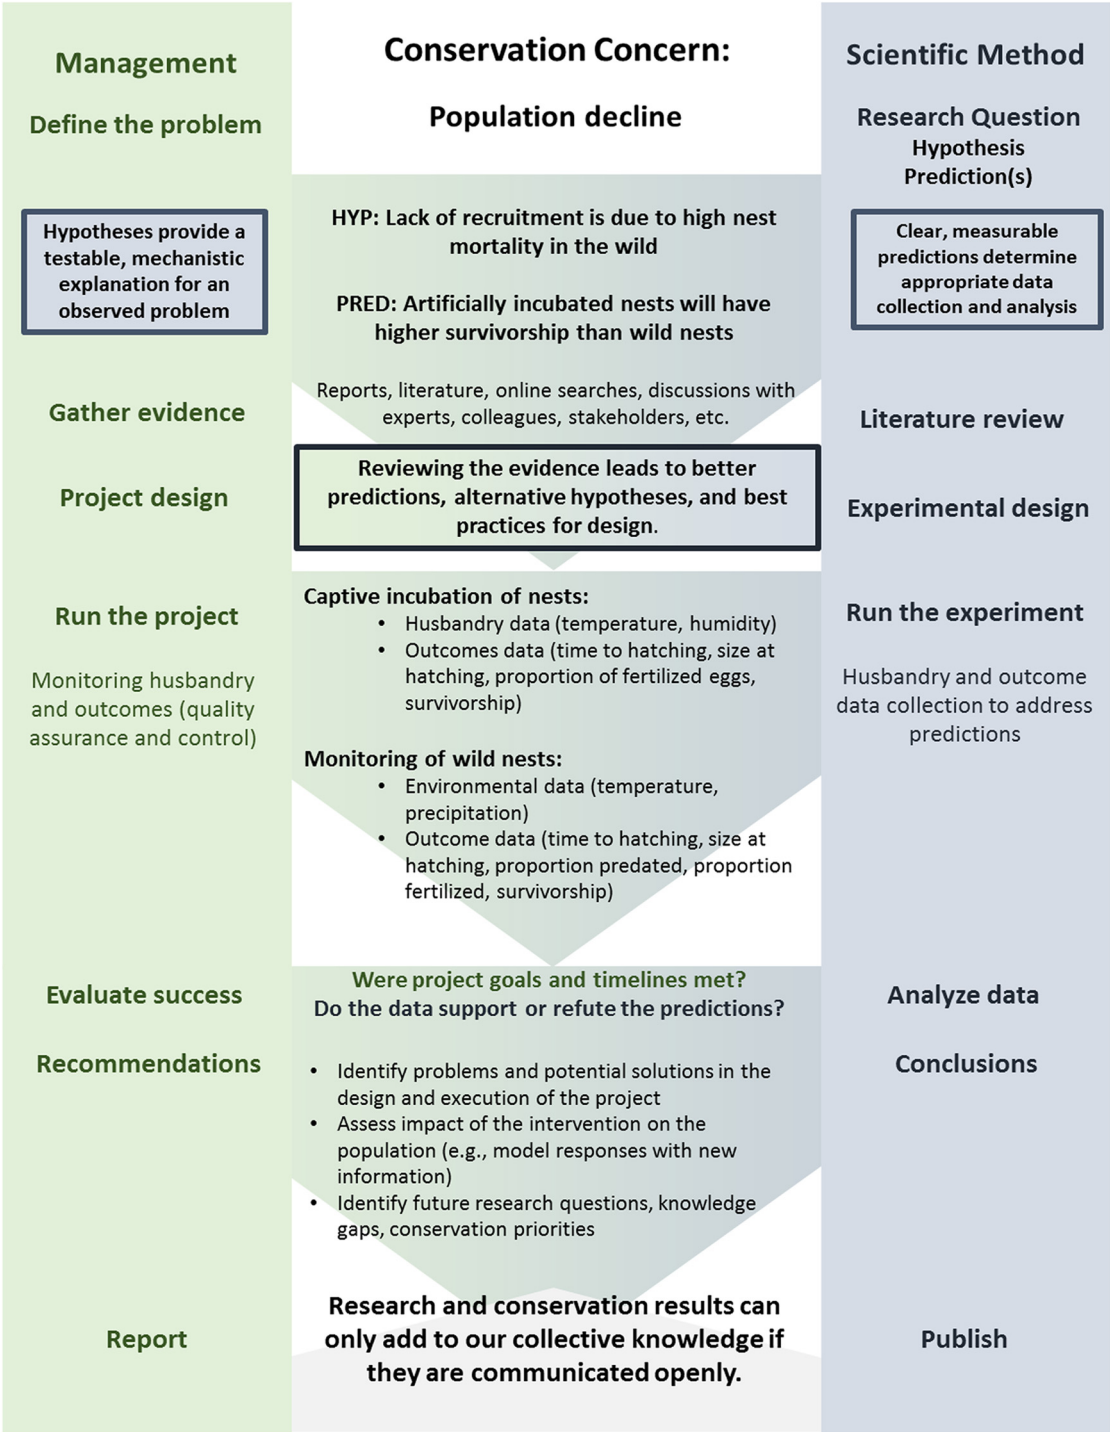 Management
Conservation Concern:
Scientific Method
Define the problem
Population decline
Research Question
Hypothesis
Prediction(s)
Hypotheses provide a
testable, mechanistic
explanation for an
observed problem
HYP: Lack of recruitment is due to high nest
mortality in the wild
PRED: Artificially incubated nests will have
higher survivorship than wild nests
Clear, measurable
predictions determine
appropriate data
collection and analysis
Gather evidence
Reports, literature, online searches, discussions with
experts, colleagues, stakeholders, etc.
Literature review
Project design
Reviewing the evidence leads to better
predictions, alternative hypotheses, and best
practices for design.
Experimental design
Run the project
Monitoring husbandry
and outcomes (quality
assurance and control)
Captive incubation of nests:
• Husbandry data (temperature, humidity)
• Outcomes data (time to hatching, size at
hatching, proportion of fertilized eggs,
survivorship)
Monitoring of wild nests:
• Environmental data (temperature,
precipitation)
• Outcome data (time to hatching, size at
hatching, proportion predated, proportion
fertilized, survivorship)
Run the experiment
Husbandry and outcome
data collection to address
predictions
Evaluate success
Were project goals and timelines met?
Do the data support or refute the predictions?
Analyze data
Recommendations
• Identify problems and potential solutions in the
design and execution of the project
• Assess impact of the intervention on the
population (e.g., model responses with new
information)
• Identify future research questions, knowledge
gaps, conservation priorities
Conclusions
Report
Research and conservation results can
only add to our collective knowledge if
they are communicated openly.
Publish